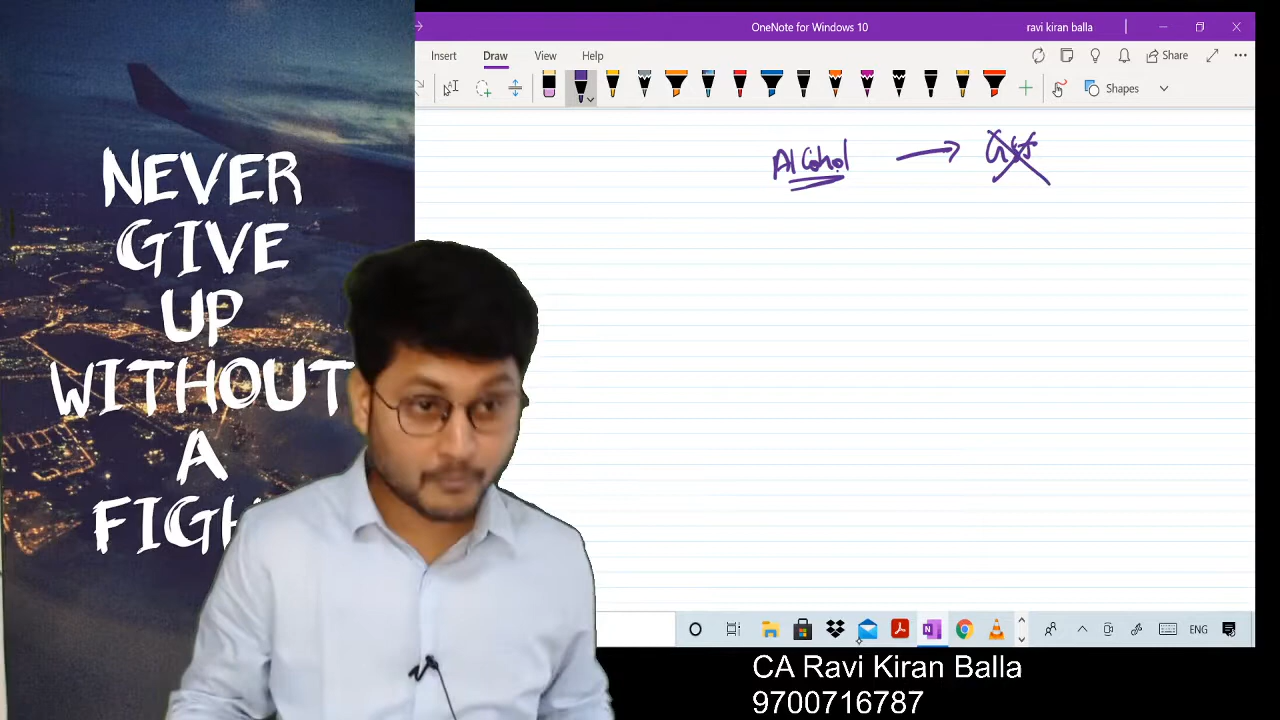 NEVER
GIVE
UP
WITHOUT
A
FIGH
OneNote for Windows 10
ravi kiran balla
Insert Draw View Help
Share
Shapes
Alcohol → Gst
ENG
CA Ravi Kiran Balla
9700716787